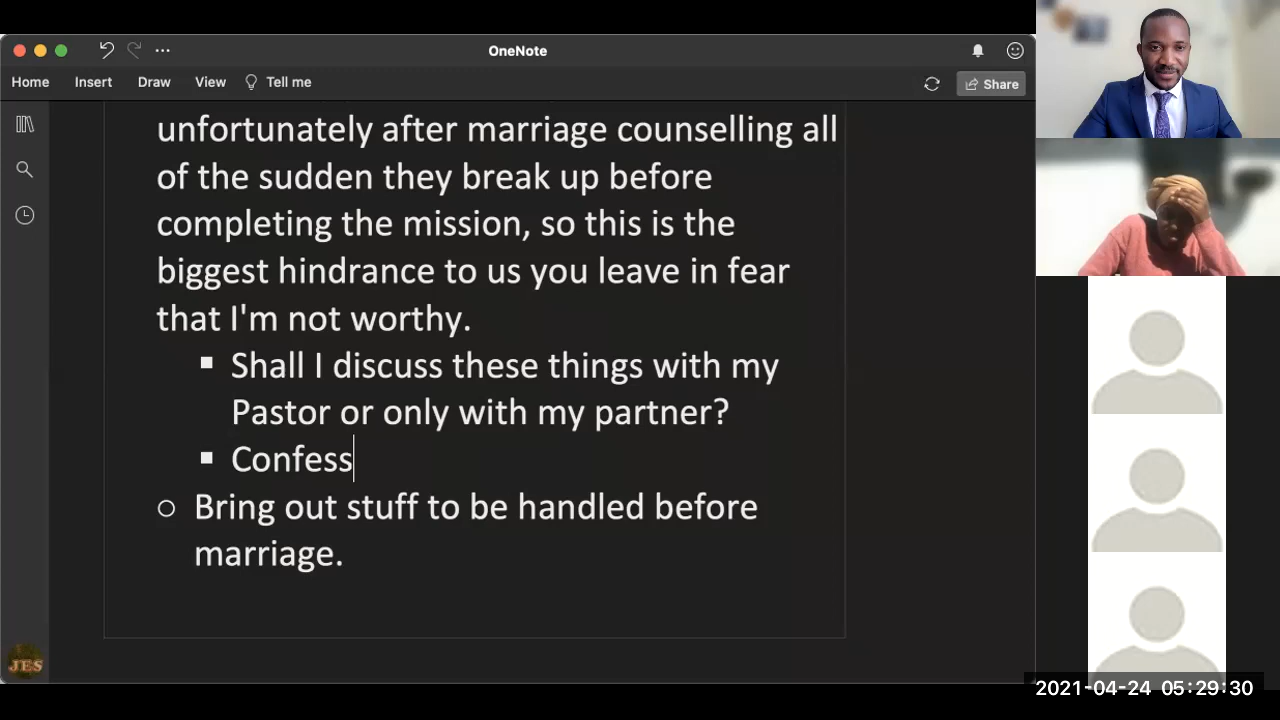 OneNote
Home Insert Draw View Tell me Share
unfortunately after marriage counselling all
of the sudden they break up before
completing the mission, so this is the
biggest hindrance to us you leave in fear
that I'm not worthy.
▪ Shall I discuss these things with my
Pastor or only with my partner?
▪ Confess
○ Bring out stuff to be handled before
marriage.
JES
2021-04-24 05:29:30